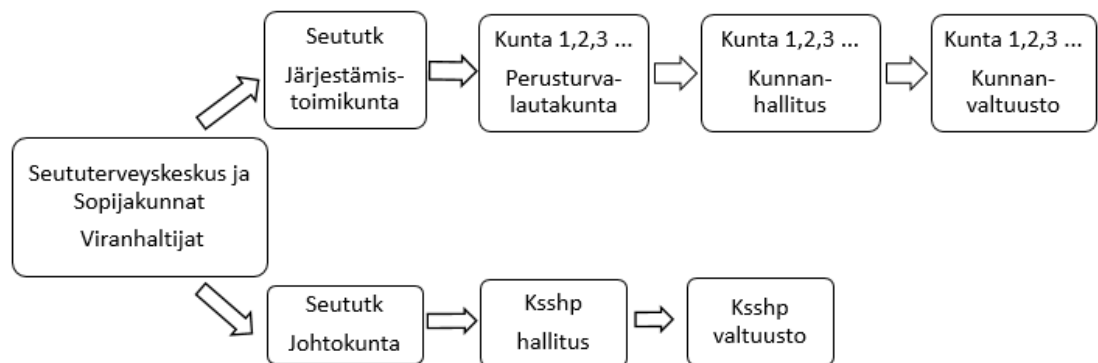 Seututk
Järjestämis-
toimikunta
Kunta 1,2,3 ...
Perusturva-
lautakunta
Kunta 1,2,3 ...
Kunnan-
hallitus
Kunta 1,2,3 ...
Kunnan-
valtuusto
Seututerveyskeskus ja
Sopijakunnat
Viranhaltijat
Seututk
Johtokunta
Ksshp
hallitus
Ksshp
valtuusto